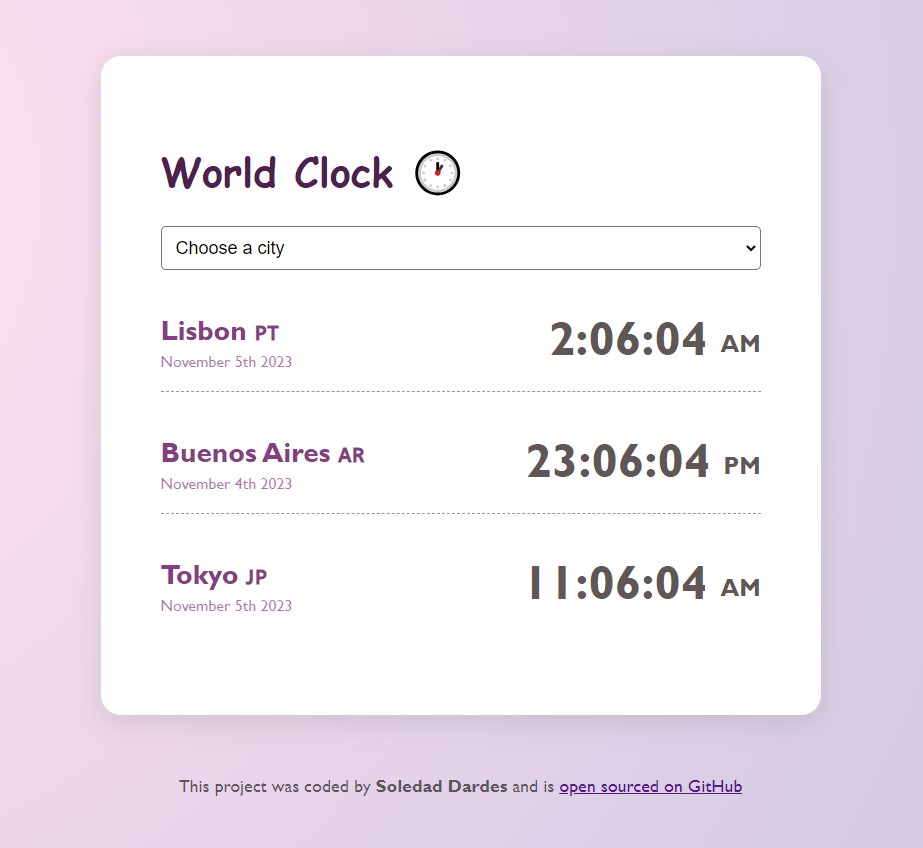 World Clock
Choose a city
Lisbon PT
2:06:04 AM
November 5th 2023
Buenos Aires AR
23:06:04 PM
November 4th 2023
Tokyo JP
11:06:04 AM
November 5th 2023
This project was coded by Soledad Dardes and is open sourced on GitHub